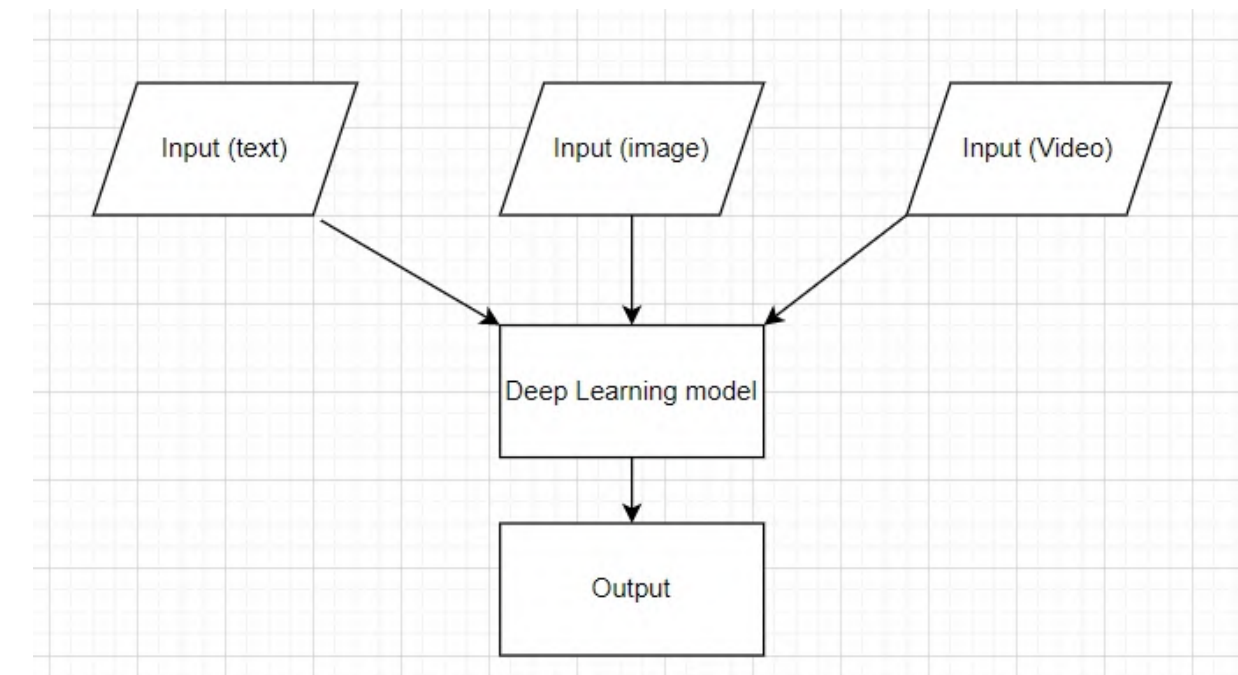 Input (text)
Input (image)
Input (Video)
Deep Learning model
Output